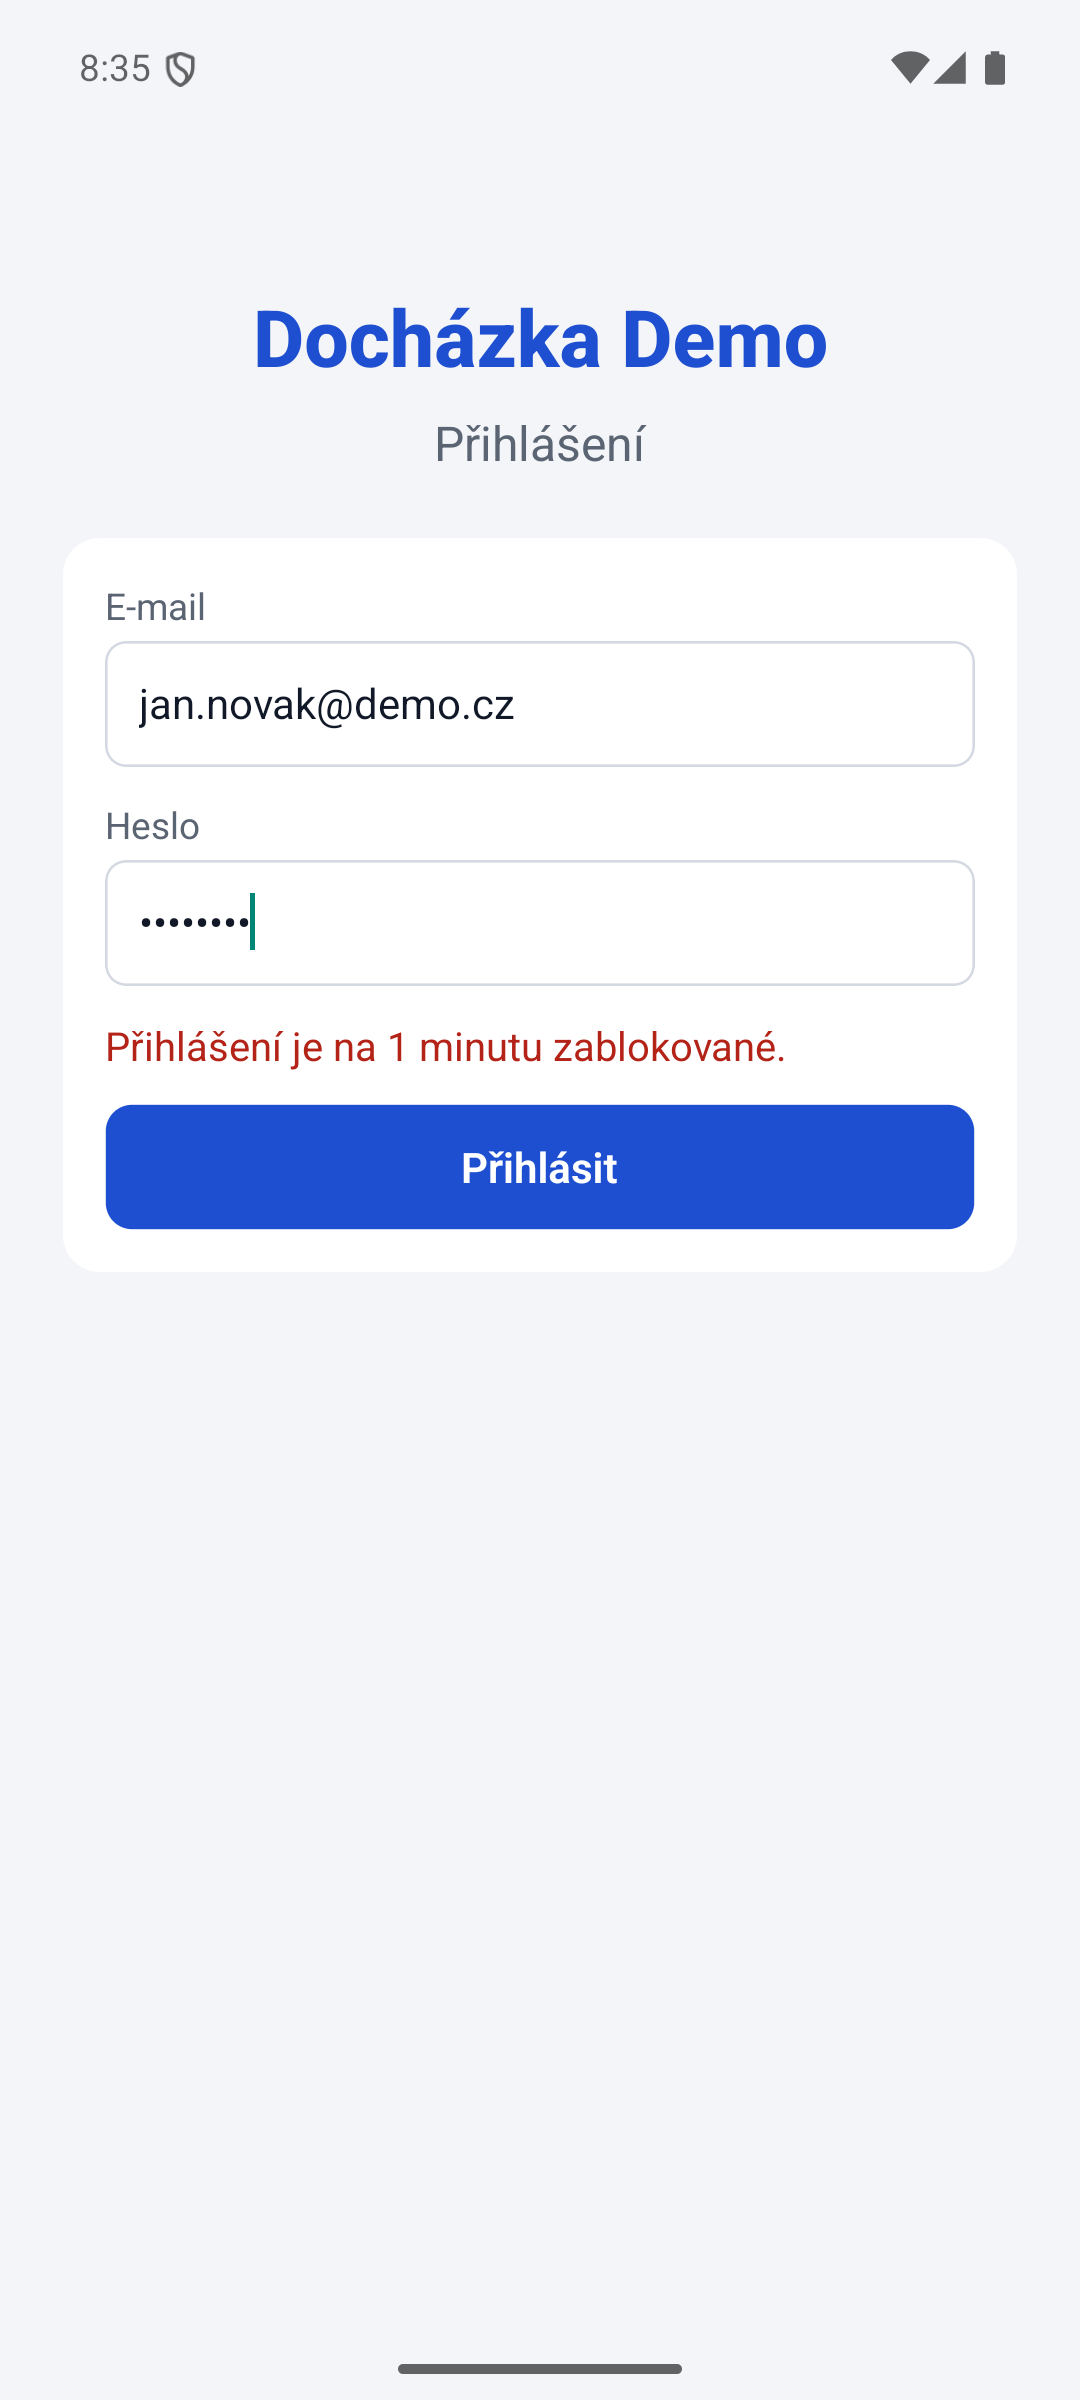 8:35
Docházka Demo
Přihlášení
E-mail
jan.novak@demo.cz
Heslo
••••••••
Přihlášení je na 1 minutu zablokované.
Přihlásit